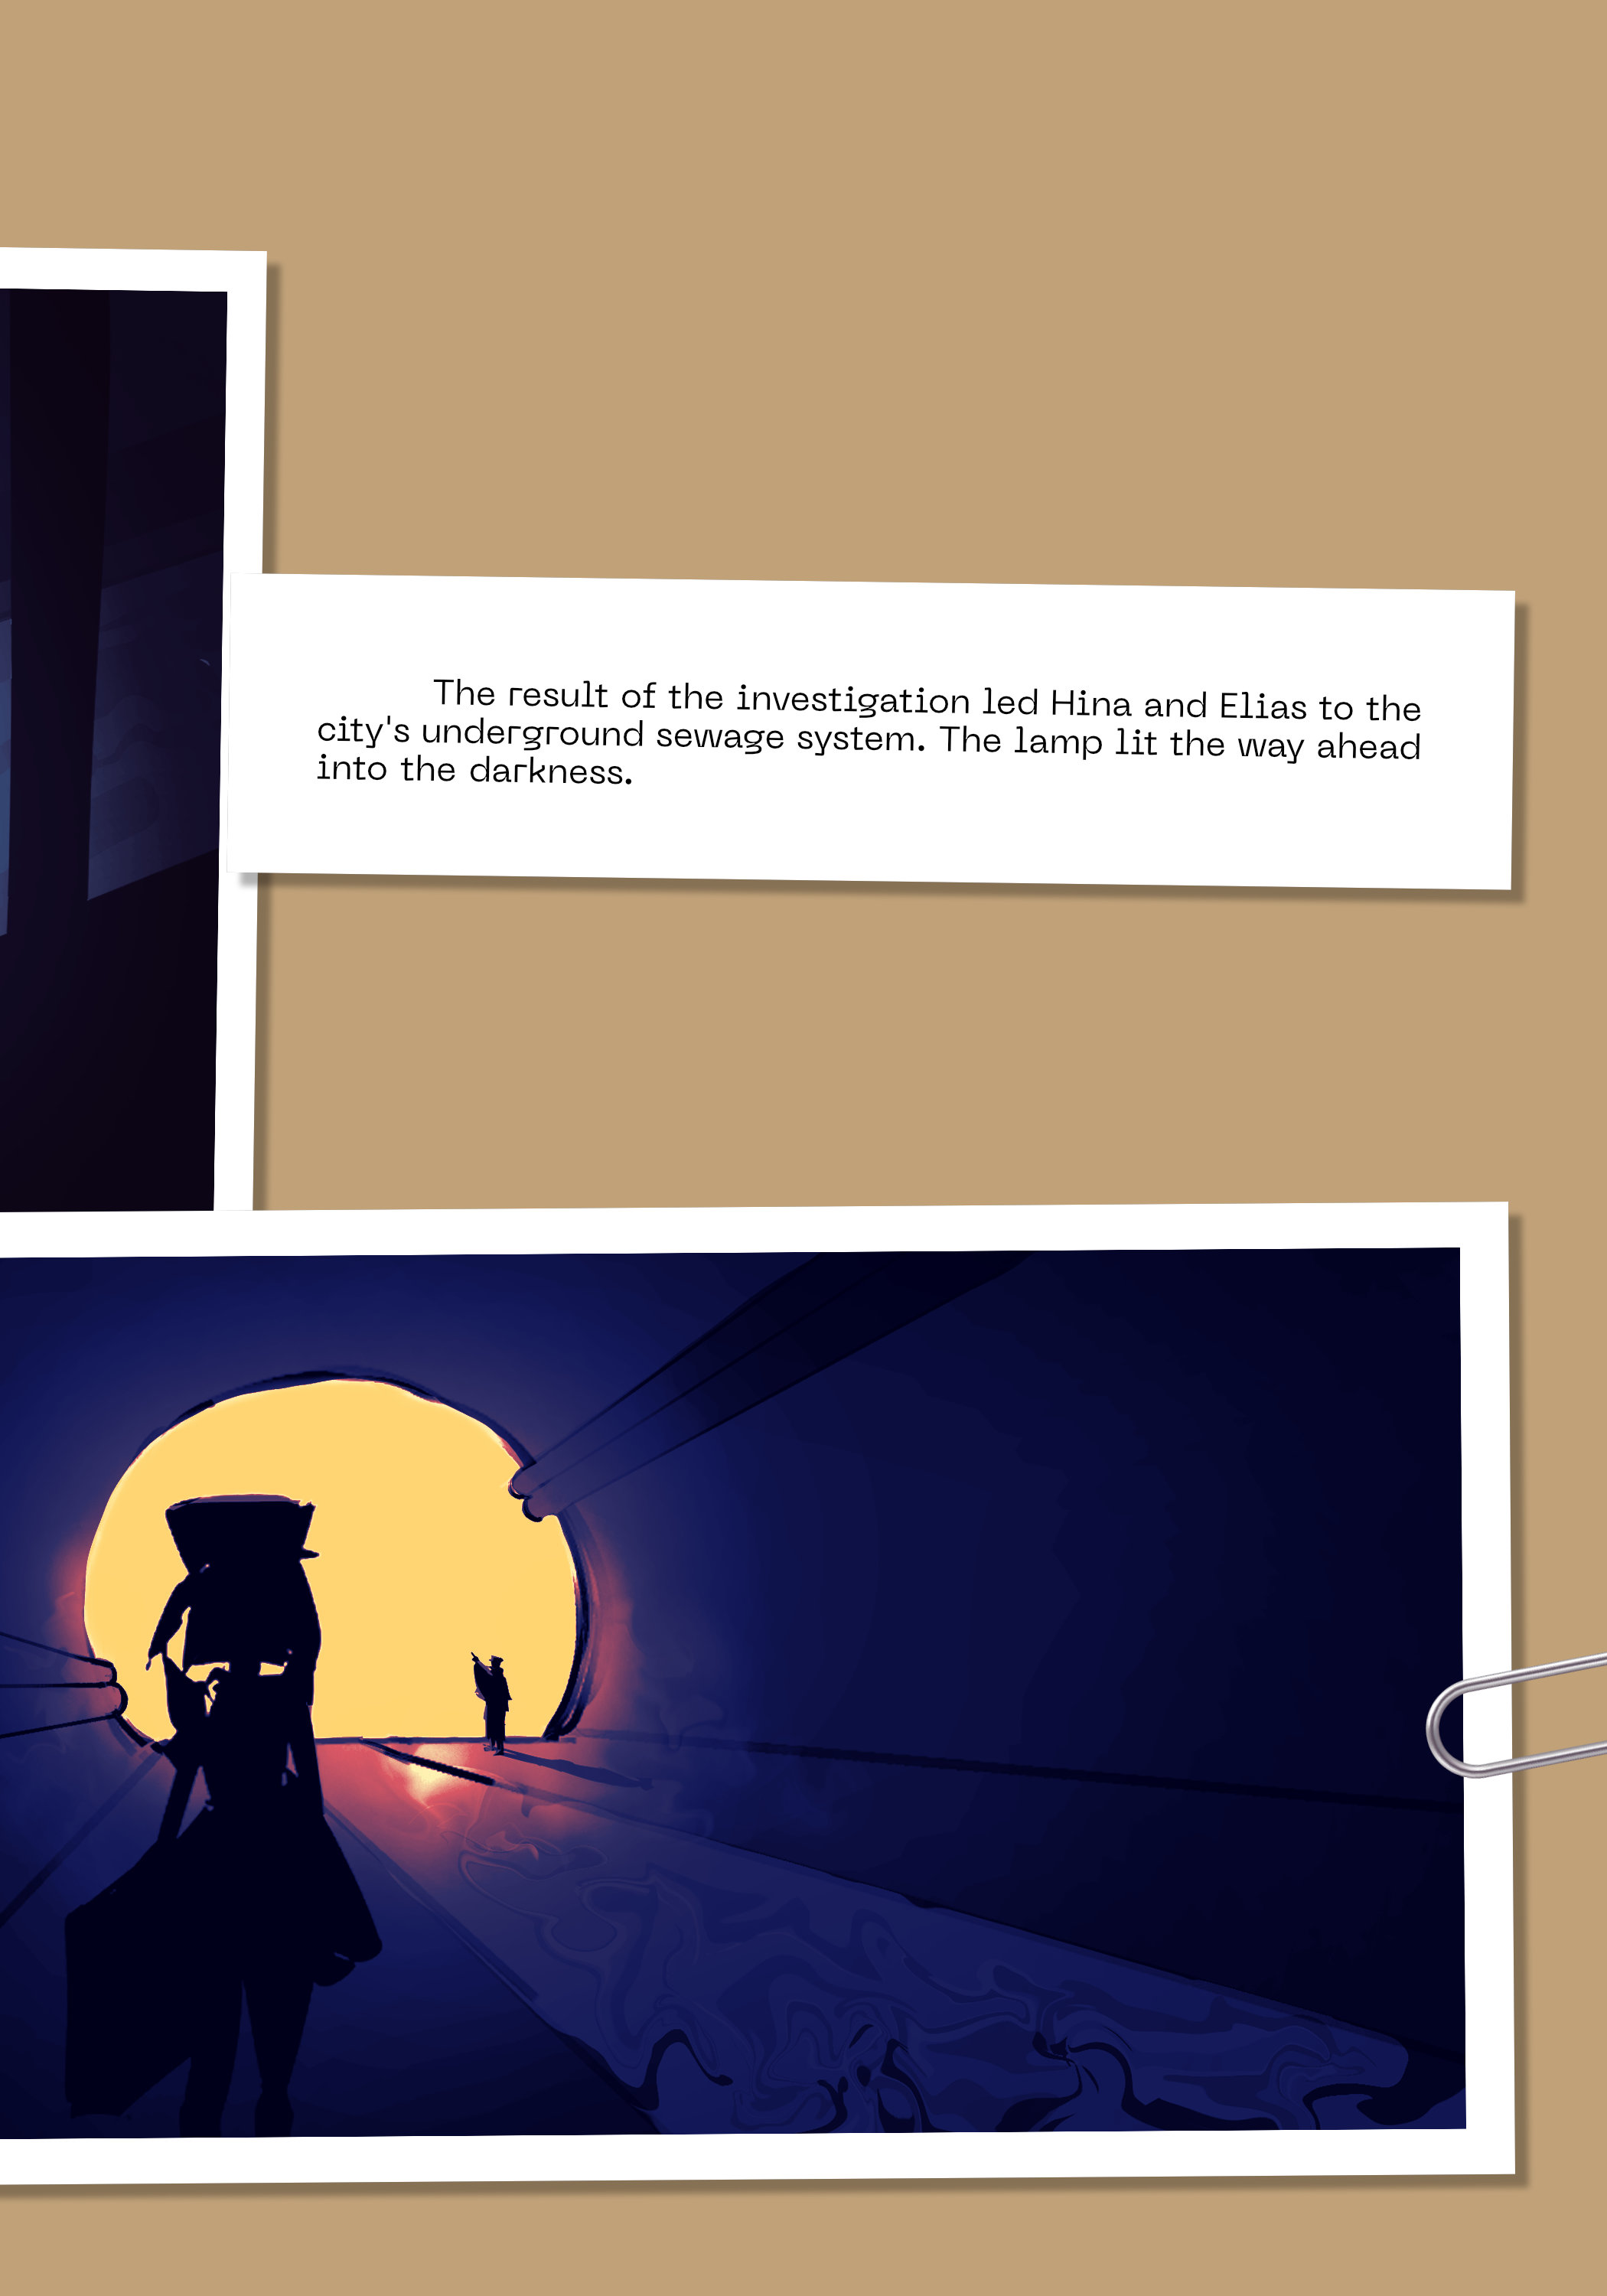 The result of the investigation led Hina and Elias to the
city's underground sewage system. The lamp lit the way ahead
into the darkness.